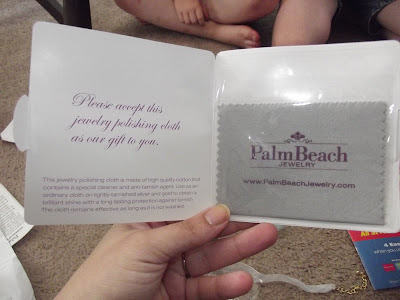 Please accept this
jewelry polishing cloth
as our gift to you.
This jewelry polishing cloth is made of high quality cotton that
contains a special cleaner and anti-tarnish agent. Use as an
ordinary cloth on lightly tarnished silver and gold to obtain a
brilliant shine with a long lasting protection against tarnish.
The cloth remains effective as long as it is not washed.
PalmBeach
JEWELRY
www.PalmBeachJewelry.com